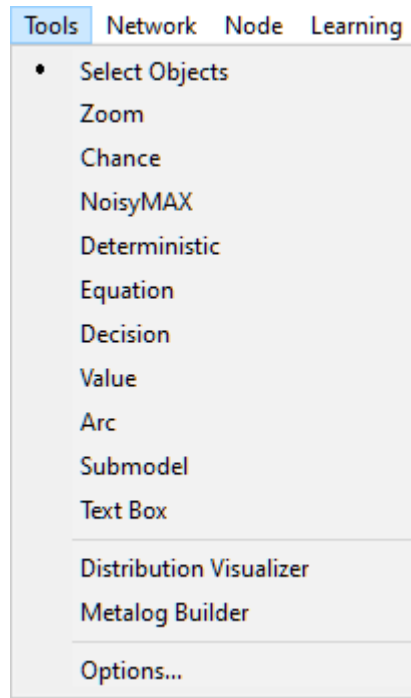 Tools Network Node Learning
• Select Objects
Zoom
Chance
NoisyMAX
Deterministic
Equation
Decision
Value
Arc
Submodel
Text Box
Distribution Visualizer
Metalog Builder
Options...